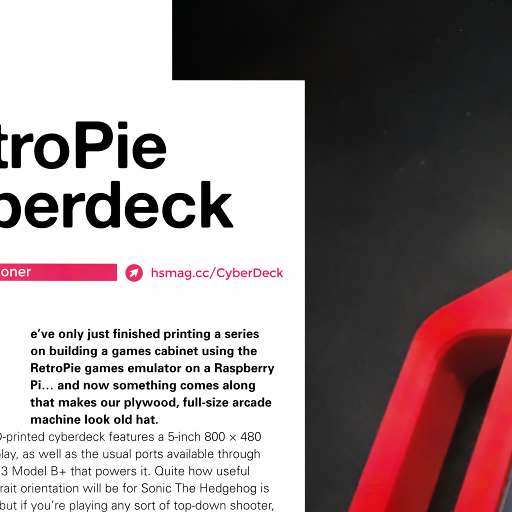 troPie
berdeck
oner
hsmag.cc/CyberDeck
e've only just finished printing a series
on building a games cabinet using the
RetroPie games emulator on a Raspberry
Pi... and now something comes along
that makes our plywood, full-size arcade
machine look old hat.
D-printed cyberdeck features a 5-inch 800 × 480
lay, as well as the usual ports available through
3 Model B+ that powers it. Quite how useful
rait orientation will be for Sonic The Hedgehog is
but if you're playing any sort of top-down shooter,